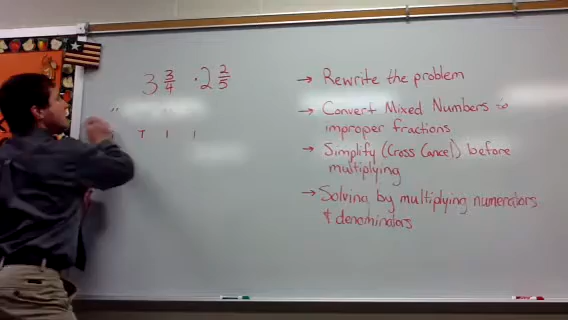 3 3/4 · 2 2/5
→ Rewrite the problem
→ Convert Mixed Numbers to
improper fractions
→ Simplify (Cross Cancel) before
multiplying
→ Solving by multiplying numerators
& denominators